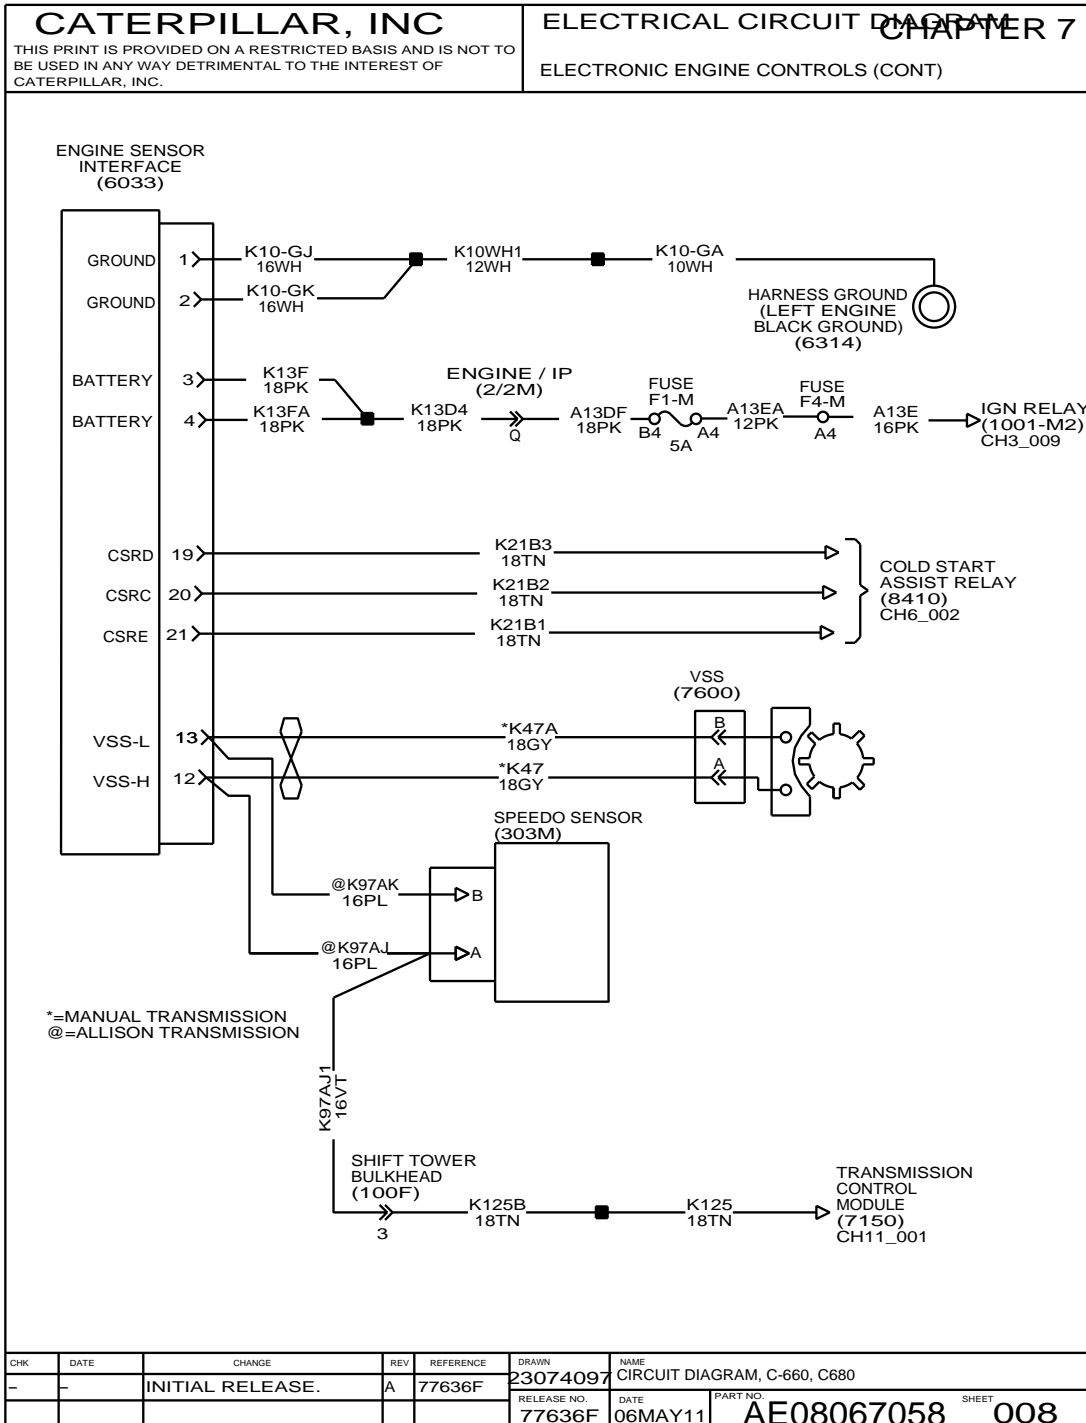 CATERPILLAR, INC
THIS PRINT IS PROVIDED ON A RESTRICTED BASIS AND IS NOT TO
BE USED IN ANY WAY DETRIMENTAL TO THE INTEREST OF
CATERPILLAR, INC.
ELECTRICAL CIRCUIT DIAGRAM
CHAPTER 7
ELECTRONIC ENGINE CONTROLS (CONT)
ENGINE SENSOR
INTERFACE
(6033)
GROUND 1 K10-GJ
16WH
K10WH1
12WH
K10-GA
10WH
GROUND 2 K10-GK
16WH
HARNESS GROUND
(LEFT ENGINE
BLACK GROUND)
(6314)
BATTERY 3 K13F
18PK
BATTERY 4 K13FA
18PK
K13D4
18PK
ENGINE / IP
(2/2M)
Q
A13DF
18PK
FUSE
F1-M
B4 A4
5A
A13EA
12PK
FUSE
F4-M
A4
A13E
16PK
IGN RELAY
(1001-M2)
CH3_009
CSRD 19 K21B3
18TN
CSRC 20 K21B2
18TN
CSRE 21 K21B1
18TN
COLD START
ASSIST RELAY
(8410)
CH6_002
VSS
(7600)
VSS-L 13 *K47A
18GY
B
VSS-H 12 *K47
18GY
A
SPEEDO SENSOR
(303M)
@K97AK
16PL
B
@K97AJ
16PL
A
*=MANUAL TRANSMISSION
@=ALLISON TRANSMISSION
K97AJ1
16VT
SHIFT TOWER
BULKHEAD
(100F)
3
K125B
18TN
K125
18TN
TRANSMISSION
CONTROL
MODULE
(7150)
CH11_001
CHK DATE CHANGE REV REFERENCE
– – INITIAL RELEASE. A 77636F
DRAWN
23074097
NAME
CIRCUIT DIAGRAM, C-660, C680
RELEASE NO.
77636F
DATE
06MAY11
PART NO.
AE08067058
SHEET
008